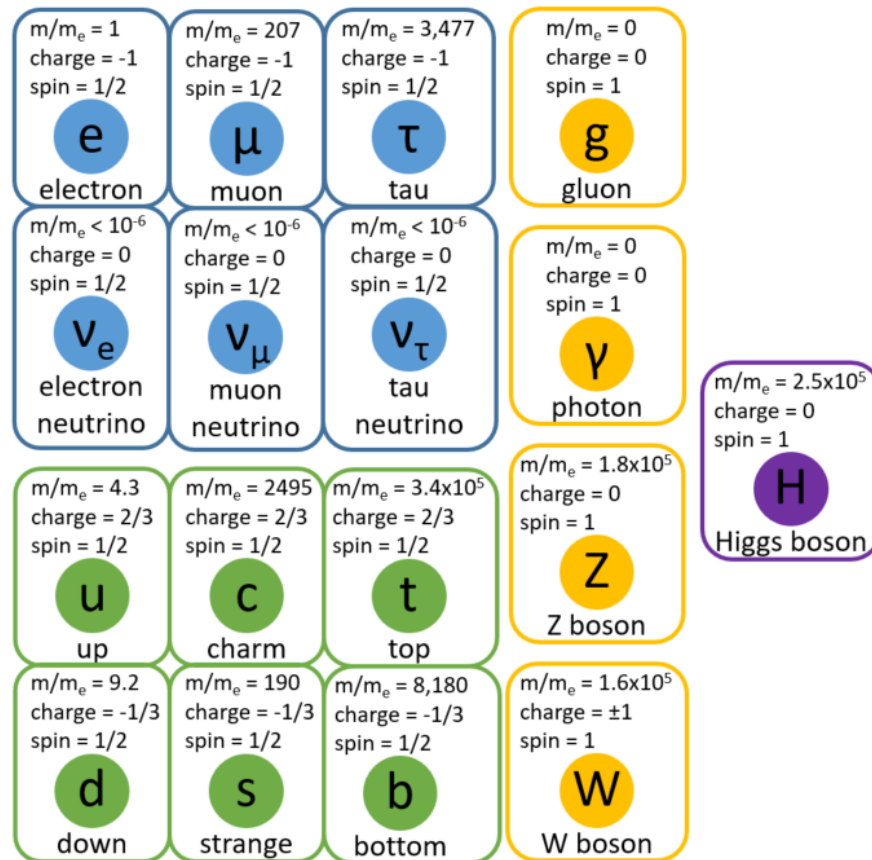 m/mₑ = 1
charge = -1
spin = 1/2
e
electron
m/mₑ = 207
charge = -1
spin = 1/2
μ
muon
m/mₑ = 3,477
charge = -1
spin = 1/2
τ
tau
m/mₑ = 0
charge = 0
spin = 1
g
gluon
m/mₑ < 10⁻⁶
charge = 0
spin = 1/2
νₑ
electron
neutrino
m/mₑ < 10⁻⁶
charge = 0
spin = 1/2
ν_μ
muon
neutrino
m/mₑ < 10⁻⁶
charge = 0
spin = 1/2
ν_τ
tau
neutrino
m/mₑ = 0
charge = 0
spin = 1
γ
photon
m/mₑ = 2.5x10⁵
charge = 0
spin = 1
H
Higgs boson
m/mₑ = 4.3
charge = 2/3
spin = 1/2
u
up
m/mₑ = 2495
charge = 2/3
spin = 1/2
c
charm
m/mₑ = 3.4x10⁵
charge = 2/3
spin = 1/2
t
top
m/mₑ = 1.8x10⁵
charge = 0
spin = 1
Z
Z boson
m/mₑ = 9.2
charge = -1/3
spin = 1/2
d
down
m/mₑ = 190
charge = -1/3
spin = 1/2
s
strange
m/mₑ = 8,180
charge = -1/3
spin = 1/2
b
bottom
m/mₑ = 1.6x10⁵
charge = ±1
spin = 1
W
W boson